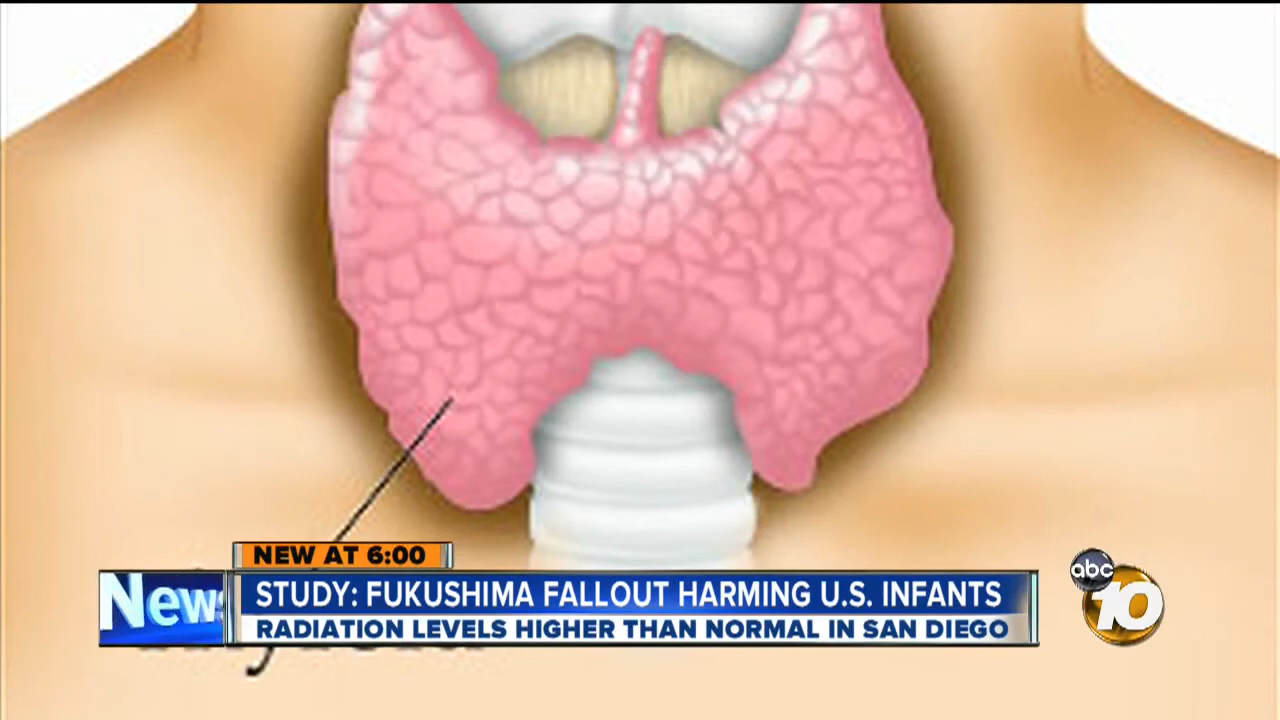 NEW AT 6:00
News
STUDY: FUKUSHIMA FALLOUT HARMING U.S. INFANTS
RADIATION LEVELS HIGHER THAN NORMAL IN SAN DIEGO
abc
10